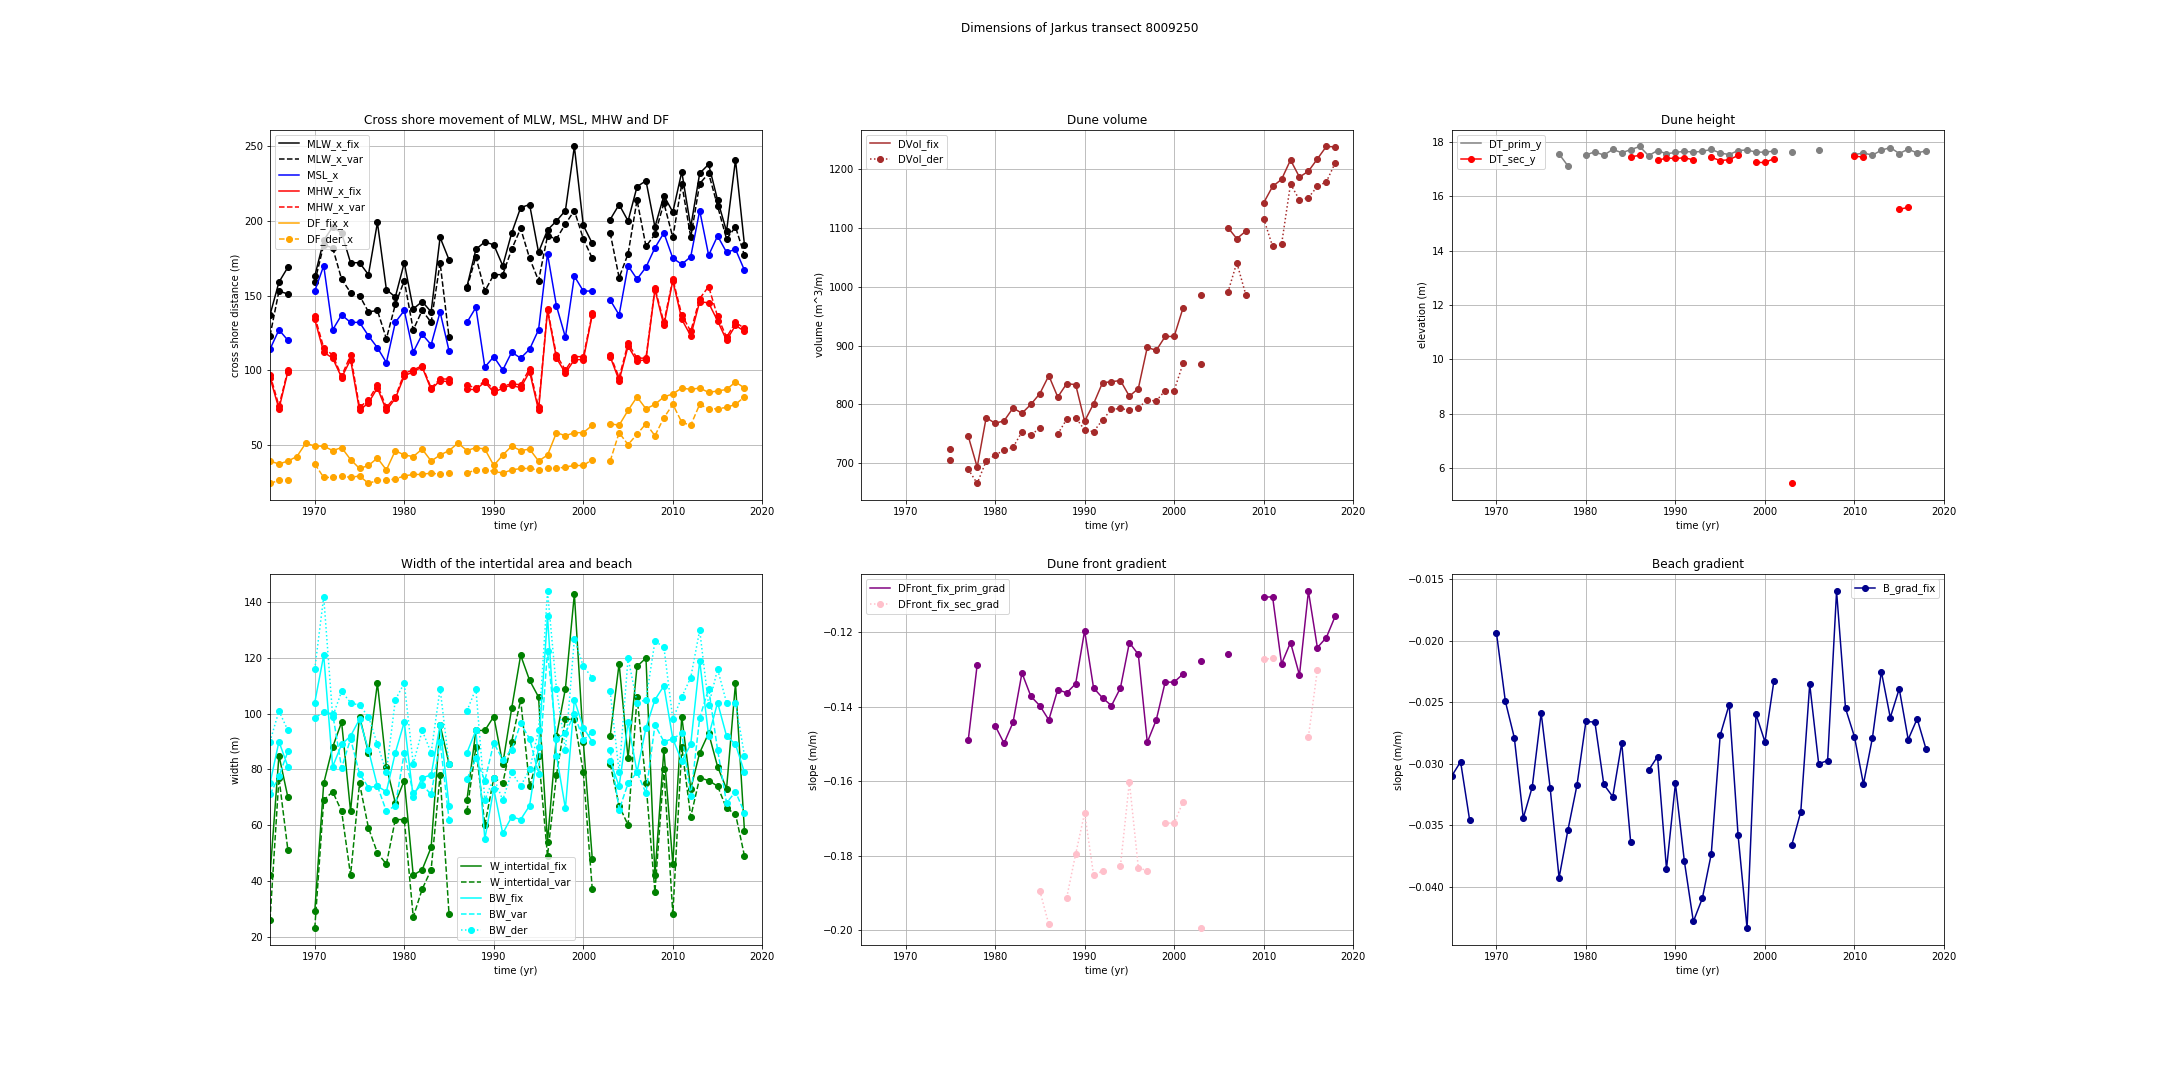 Dimensions of Jarkus transect 8009250
Cross shore movement of MLW, MSL, MHW and DF
MLW_x_fix
MLW_x_var
MSL_x
MHW_x_fix
MHW_x_var
DF_fix_x
DF_der_x
250
200
150
100
50
cross shore distance (m)
1970 1980 1990 2000 2010 2020
time (yr)
Dune volume
DVol_fix
DVol_der
1200
1100
1000
900
800
700
volume (m^3/m)
1970 1980 1990 2000 2010 2020
time (yr)
Dune height
DT_prim_y
DT_sec_y
18
16
14
12
10
8
6
elevation (m)
1970 1980 1990 2000 2010 2020
time (yr)
Width of the intertidal area and beach
140
120
100
80
60
40
20
width (m)
W_intertidal_fix
W_intertidal_var
BW_fix
BW_var
BW_der
1970 1980 1990 2000 2010 2020
time (yr)
Dune front gradient
DFront_fix_prim_grad
DFront_fix_sec_grad
−0.12
−0.14
−0.16
−0.18
−0.20
slope (m/m)
1970 1980 1990 2000 2010 2020
time (yr)
Beach gradient
B_grad_fix
−0.015
−0.020
−0.025
−0.030
−0.035
−0.040
slope (m/m)
1970 1980 1990 2000 2010 2020
time (yr)